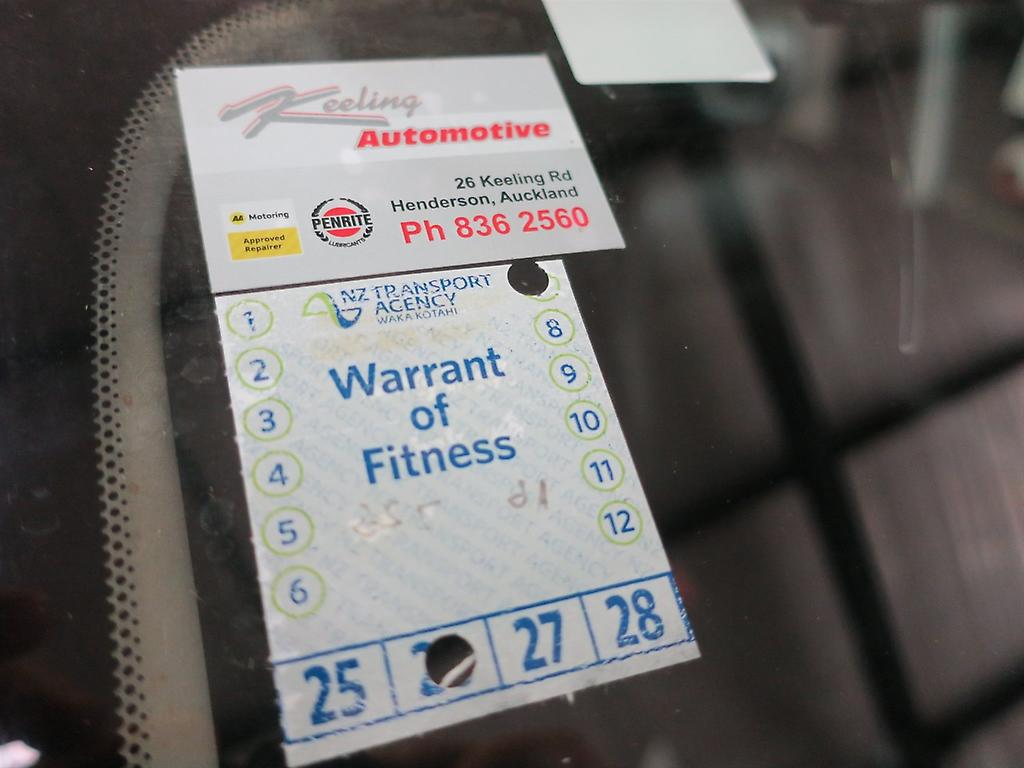 Keeling
Automotive
26 Keeling Rd
Henderson, Auckland
Ph 836 2560
AA Motoring
Approved
Repairer
PENRITE
LUBRICANTS
NZ TRANSPORT
AGENCY
WAKA KOTAHI
Warrant
of
Fitness
1
2
3
4
5
6
8
9
10
11
12
25 27 28